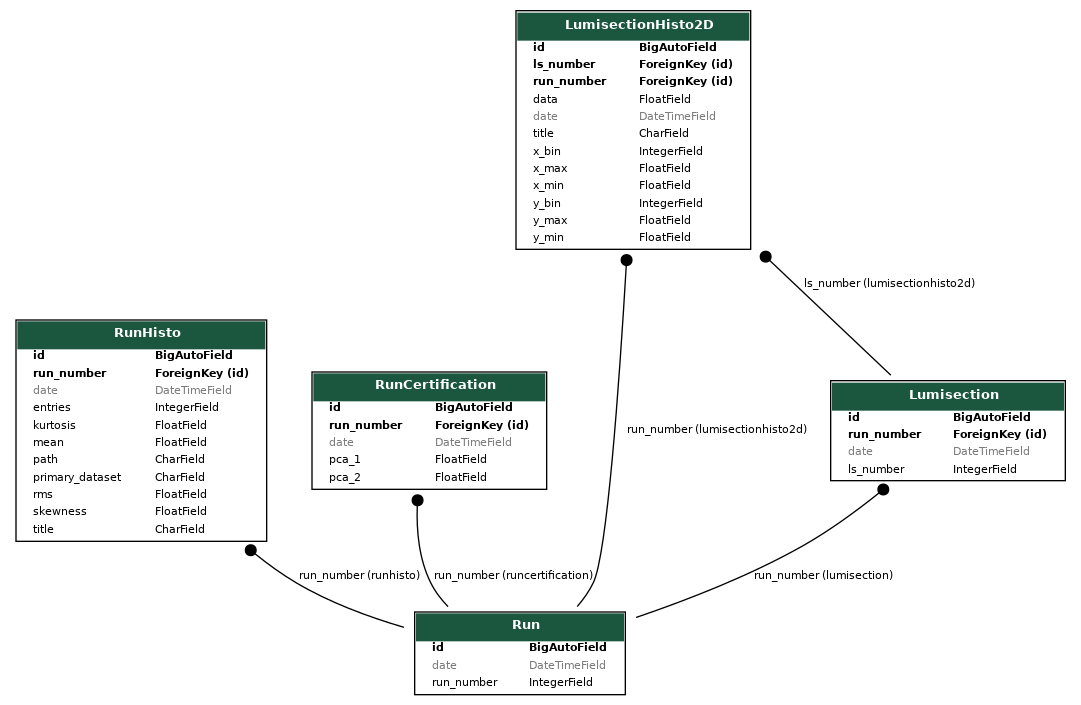 LumisectionHisto2D
id BigAutoField
ls_number ForeignKey (id)
run_number ForeignKey (id)
data FloatField
date DateTimeField
title CharField
x_bin IntegerField
x_max FloatField
x_min FloatField
y_bin IntegerField
y_max FloatField
y_min FloatField
ls_number (lumisectionhisto2d)
RunHisto
id BigAutoField
run_number ForeignKey (id)
date DateTimeField
entries IntegerField
kurtosis FloatField
mean FloatField
path CharField
primary_dataset CharField
rms FloatField
skewness FloatField
title CharField
RunCertification
id BigAutoField
run_number ForeignKey (id)
date DateTimeField
pca_1 FloatField
pca_2 FloatField
run_number (lumisectionhisto2d)
Lumisection
id BigAutoField
run_number ForeignKey (id)
date DateTimeField
ls_number IntegerField
run_number (runhisto)
run_number (runcertification)
run_number (lumisection)
Run
id BigAutoField
date DateTimeField
run_number IntegerField